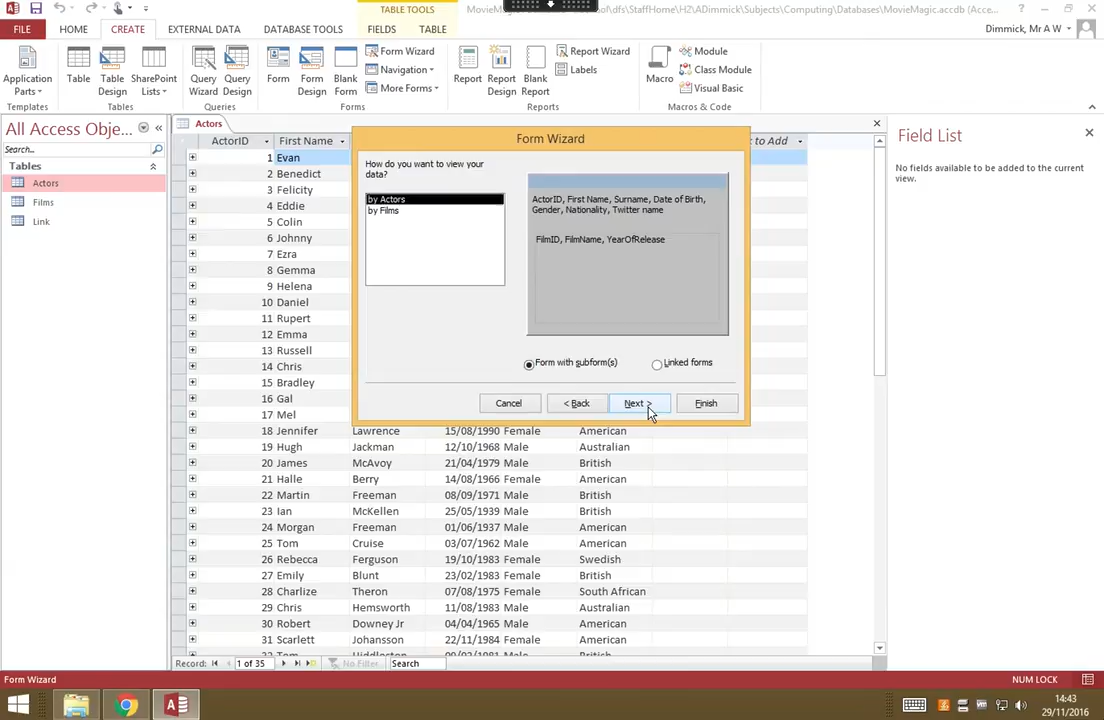 TABLE TOOLS
MovieMagic
ol\dfs\StaffHome\H2\ADimmick\Subjects\Computing\Databases\MovieMagic.accdb (Acce...
FILE HOME CREATE EXTERNAL DATA DATABASE TOOLS FIELDS TABLE
Dimmick, Mr A W
Application Parts
Table
Table Design
SharePoint Lists
Query Wizard
Query Design
Form
Form Design
Blank Form
Form Wizard
Navigation
More Forms
Report
Report Design
Blank Report
Report Wizard
Labels
Macro
Module
Class Module
Visual Basic
Templates Tables Queries Forms Reports Macros & Code
All Access Obje...
Search...
Tables
Actors
Films
Link
Actors
ActorID First Name
t to Add
1 Evan
2 Benedict
3 Felicity
4 Eddie
5 Colin
6 Johnny
7 Ezra
8 Gemma
9 Helena
10 Daniel
11 Rupert
12 Emma
13 Russell
14 Chris
15 Bradley
16 Gal
17 Mel
18 Jennifer Lawrence 15/08/1990 Female American
19 Hugh Jackman 12/10/1968 Male Australian
20 James McAvoy 21/04/1979 Male British
21 Halle Berry 14/08/1966 Female American
22 Martin Freeman 08/09/1971 Male British
23 Ian McKellen 25/05/1939 Male British
24 Morgan Freeman 01/06/1937 Male American
25 Tom Cruise 03/07/1962 Male American
26 Rebecca Ferguson 19/10/1983 Female Swedish
27 Emily Blunt 23/02/1983 Female British
28 Charlize Theron 07/08/1975 Female South African
29 Chris Hemsworth 11/08/1983 Male Australian
30 Robert Downey Jr 04/04/1965 Male American
31 Scarlett Johansson 22/11/1984 Female American
Record: 1 of 35 No Filter Search
Form Wizard
How do you want to view your
data?
by Actors
by Films
ActorID, First Name, Surname, Date of Birth,
Gender, Nationality, Twitter name
FilmID, FilmName, YearOfRelease
Form with subform(s) Linked forms
Cancel < Back Next > Finish
Field List
No fields available to be added to the current
view.
Form Wizard
NUM LOCK
14:43
29/11/2016